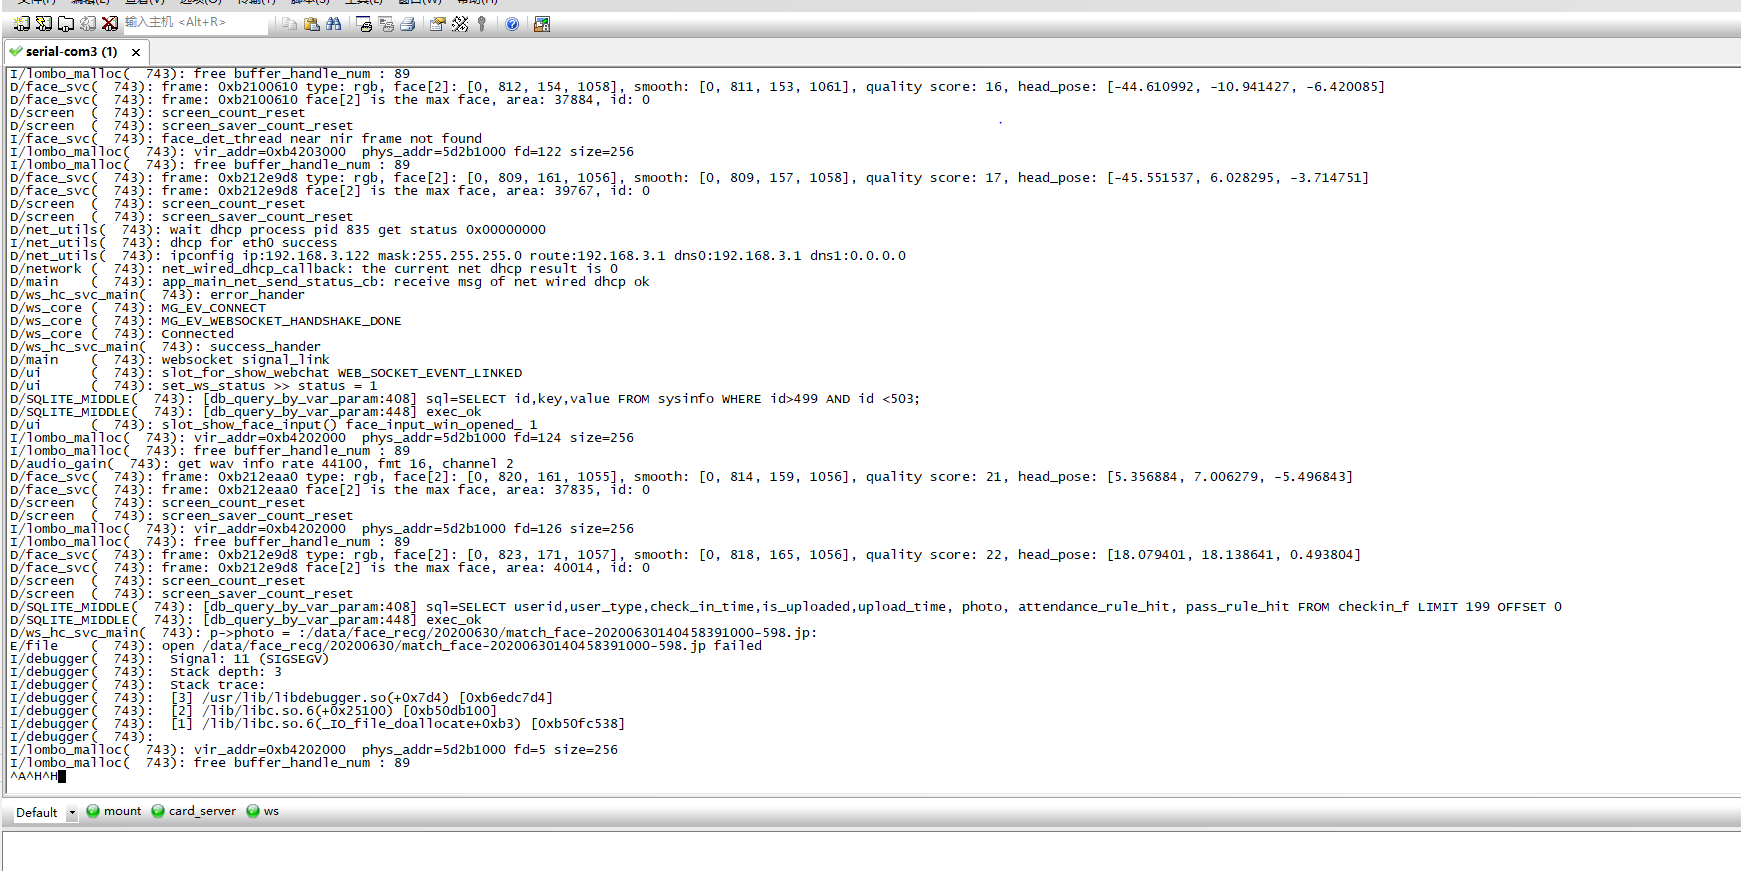 文件(F) 编辑(E) 查看(V) 选项(O) 传输(T) 脚本(S) 工具(L) 窗口(W) 帮助(H)
输入主机 <Alt+R>
serial-com3 (1) ×
I/lombo_malloc(  743): free buffer_handle_num : 89
D/face_svc(  743): frame: 0xb2100610 type: rgb, face[2]: [0, 812, 154, 1058], smooth: [0, 811, 153, 1061], quality score: 16, head_pose: [-44.610992, -10.941427, -6.420085]
D/face_svc(  743): frame: 0xb2100610 face[2] is the max face, area: 37884, id: 0
D/screen  (  743): screen_count_reset
D/screen  (  743): screen_saver_count_reset
I/face_svc(  743): face_det_thread near nir frame not found
I/lombo_malloc(  743): vir_addr=0xb4203000  phys_addr=5d2b1000 fd=122 size=256
I/lombo_malloc(  743): free buffer_handle_num : 89
D/face_svc(  743): frame: 0xb212e9d8 type: rgb, face[2]: [0, 809, 161, 1056], smooth: [0, 809, 157, 1058], quality score: 17, head_pose: [-45.551537, 6.028295, -3.714751]
D/face_svc(  743): frame: 0xb212e9d8 face[2] is the max face, area: 39767, id: 0
D/screen  (  743): screen_count_reset
D/screen  (  743): screen_saver_count_reset
D/net_utils(  743): wait dhcp process pid 835 get status 0x00000000
I/net_utils(  743): dhcp for eth0 success
D/net_utils(  743): ipconfig ip:192.168.3.122 mask:255.255.255.0 route:192.168.3.1 dns0:192.168.3.1 dns1:0.0.0.0
D/network (  743): net_wired_dhcp_callback: the current net dhcp result is 0
D/main    (  743): app_main_net_send_status_cb: receive msg of net wired dhcp ok
D/ws_hc_svc_main(  743): error_hander
D/ws_core (  743): MG_EV_CONNECT
D/ws_core (  743): MG_EV_WEBSOCKET_HANDSHAKE_DONE
D/ws_core (  743): Connected
D/ws_hc_svc_main(  743): success_hander
D/main    (  743): websocket signal_link
D/ui      (  743): slot_for_show_webchat WEB_SOCKET_EVENT_LINKED
D/ui      (  743): set_ws_status >> status = 1
D/SQLITE_MIDDLE(  743): [db_query_by_var_param:408] sql=SELECT id,key,value FROM sysinfo WHERE id>499 AND id <503;
D/SQLITE_MIDDLE(  743): [db_query_by_var_param:448] exec_ok
D/ui      (  743): slot_show_face_input() face_input_win_opened_ 1
I/lombo_malloc(  743): vir_addr=0xb4202000  phys_addr=5d2b1000 fd=124 size=256
I/lombo_malloc(  743): free buffer_handle_num : 89
D/audio_gain(  743): get wav info rate 44100, fmt 16, channel 2
D/face_svc(  743): frame: 0xb212eaa0 type: rgb, face[2]: [0, 820, 161, 1055], smooth: [0, 814, 159, 1056], quality score: 21, head_pose: [5.356884, 7.006279, -5.496843]
D/face_svc(  743): frame: 0xb212eaa0 face[2] is the max face, area: 37835, id: 0
D/screen  (  743): screen_count_reset
D/screen  (  743): screen_saver_count_reset
I/lombo_malloc(  743): vir_addr=0xb4202000  phys_addr=5d2b1000 fd=126 size=256
I/lombo_malloc(  743): free buffer_handle_num : 89
D/face_svc(  743): frame: 0xb212e9d8 type: rgb, face[2]: [0, 823, 171, 1057], smooth: [0, 818, 165, 1056], quality score: 22, head_pose: [18.079401, 18.138641, 0.493804]
D/face_svc(  743): frame: 0xb212e9d8 face[2] is the max face, area: 40014, id: 0
D/screen  (  743): screen_count_reset
D/screen  (  743): screen_saver_count_reset
D/SQLITE_MIDDLE(  743): [db_query_by_var_param:408] sql=SELECT userid,user_type,check_in_time,is_uploaded,upload_time, photo, attendance_rule_hit, pass_rule_hit FROM checkin_f LIMIT 199 OFFSET 0
D/SQLITE_MIDDLE(  743): [db_query_by_var_param:448] exec_ok
D/ws_hc_svc_main(  743): p->photo = :/data/face_recg/20200630/match_face-20200630140458391000-598.jp:
E/file    (  743): open /data/face_recg/20200630/match_face-20200630140458391000-598.jp failed
I/debugger(  743):  Signal: 11 (SIGSEGV)
I/debugger(  743):  Stack depth: 3
I/debugger(  743):  Stack trace:
I/debugger(  743):  [3] /usr/lib/libdebugger.so(+0x7d4) [0xb6edc7d4]
I/debugger(  743):  [2] /lib/libc.so.6(+0x25100) [0xb50db100]
I/debugger(  743):  [1] /lib/libc.so.6(_IO_file_doallocate+0xb3) [0xb50fc538]
I/debugger(  743):
I/lombo_malloc(  743): vir_addr=0xb4202000  phys_addr=5d2b1000 fd=5 size=256
I/lombo_malloc(  743): free buffer_handle_num : 89
^A^H^H
Default mount card_server ws